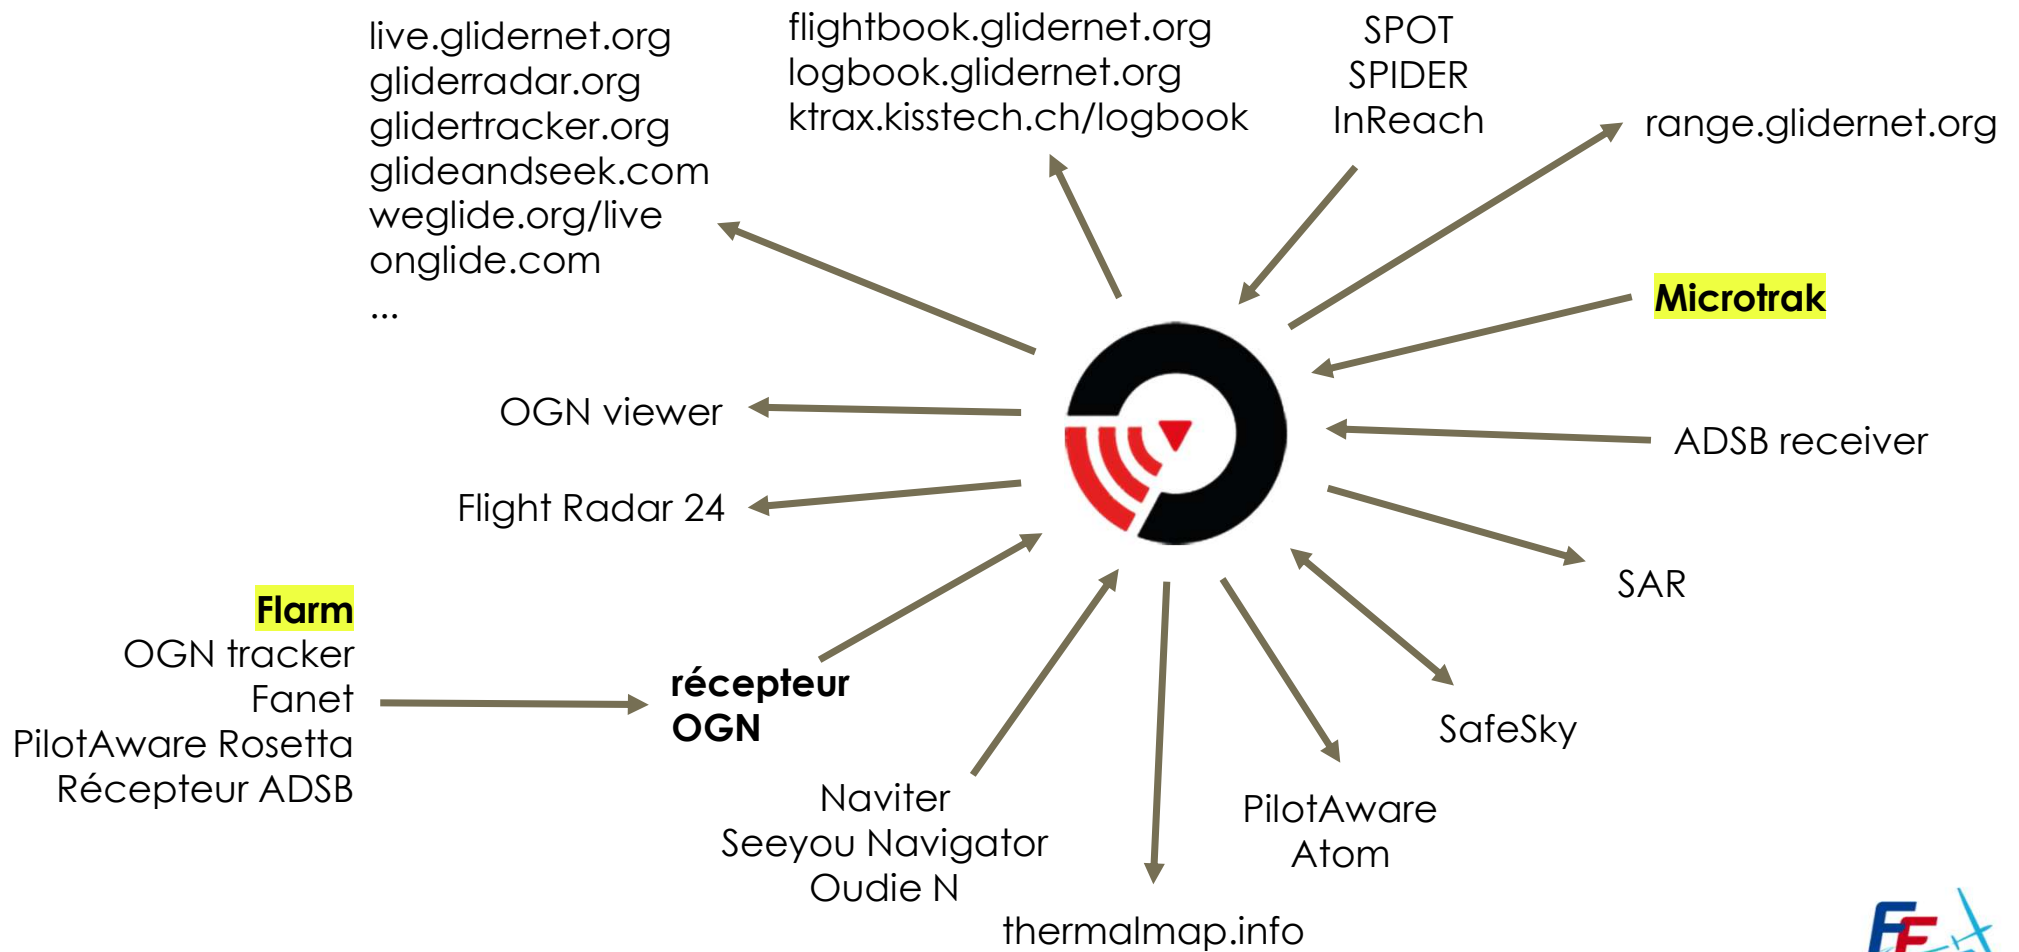 live.glidernet.org
gliderradar.org
glidertracker.org
glideandseek.com
weglide.org/live
onglide.com
...
flightbook.glidernet.org
logbook.glidernet.org
ktrax.kisstech.ch/logbook
SPOT
SPIDER
InReach
range.glidernet.org
Microtrak
OGN viewer
ADSB receiver
Flight Radar 24
SAR
Flarm
OGN tracker
Fanet
PilotAware Rosetta
Récepteur ADSB
récepteur
OGN
SafeSky
Naviter
Seeyou Navigator
Oudie N
PilotAware
Atom
thermalmap.info
FF